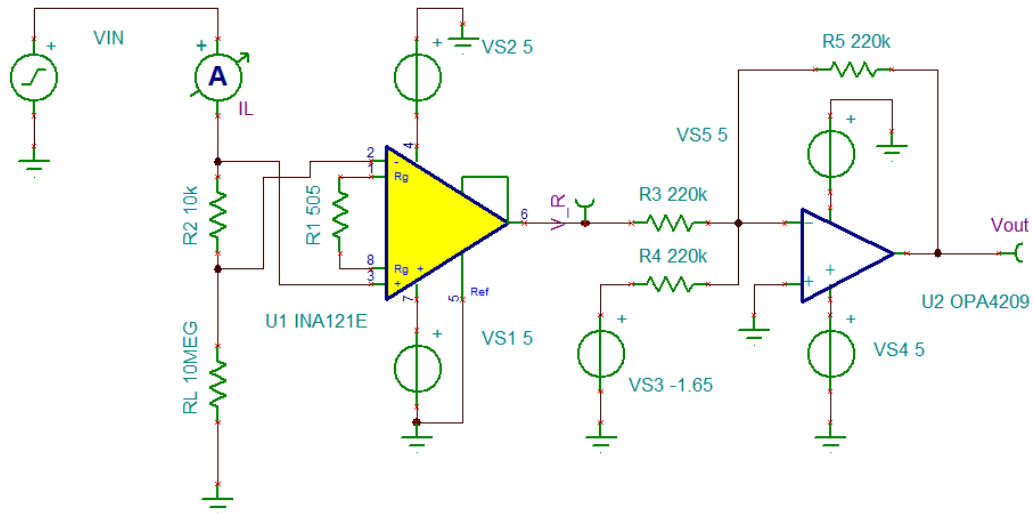 VIN
+
+
A
IL
R2 10k
RL 10MEG
R1 505
2
1
8
3
-
Rg
Rg
+
+
4
7
5
6
Ref
U1 INA121E
+
VS2 5
+
VS1 5
V_R
R3 220k
R4 220k
+
VS3 -1.65
R5 220k
VS5 5
+
-
+
+
+
VS4 5
U2 OPA4209
Vout